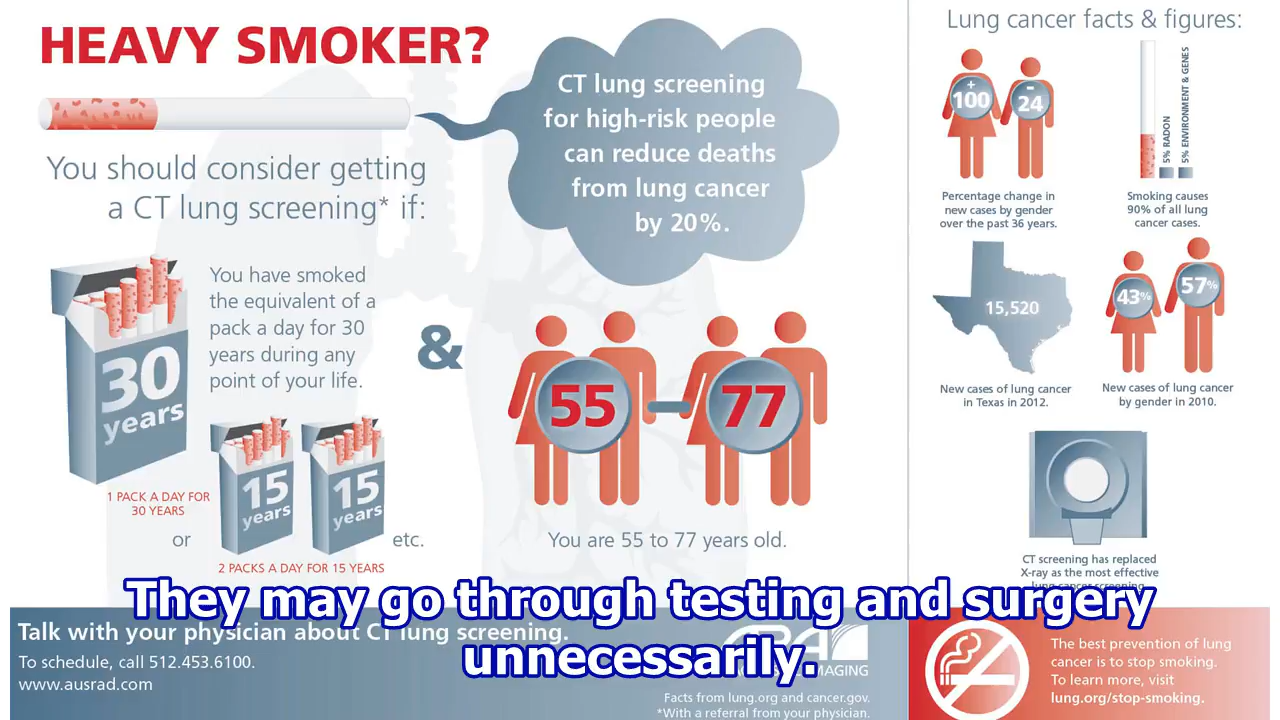 HEAVY SMOKER?
You should consider getting
a CT lung screening* if:
CT lung screening
for high-risk people
can reduce deaths
from lung cancer
by 20%.
30
years
You have smoked
the equivalent of a
pack a day for 30
years during any
point of your life.
&
1 PACK A DAY FOR
30 YEARS
or
15
years
15
years
etc.
2 PACKS A DAY FOR 15 YEARS
55 - 77
You are 55 to 77 years old.
Lung cancer facts & figures:
+
100
-
24
Percentage change in
new cases by gender
over the past 36 years.
5% RADON
5% ENVIRONMENT & GENES
Smoking causes
90% of all lung
cancer cases.
15,520
New cases of lung cancer
in Texas in 2012.
43%
57%
New cases of lung cancer
by gender in 2010.
CT screening has replaced
X-ray as the most effective
lung cancer screening
They may go through testing and surgery
unnecessarily.
Talk with your physician about CT lung screening.
To schedule, call 512.453.6100.
www.ausrad.com
IMAGING
Facts from lung.org and cancer.gov.
*With a referral from your physician.
The best prevention of lung
cancer is to stop smoking.
To learn more, visit
lung.org/stop-smoking.